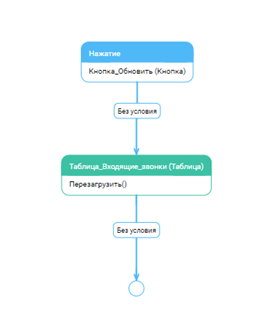 Нажатие
Кнопка_Обновить (Кнопка)
Без условия
Таблица_Входящие_звонки (Таблица)
Перезагрузить()
Без условия